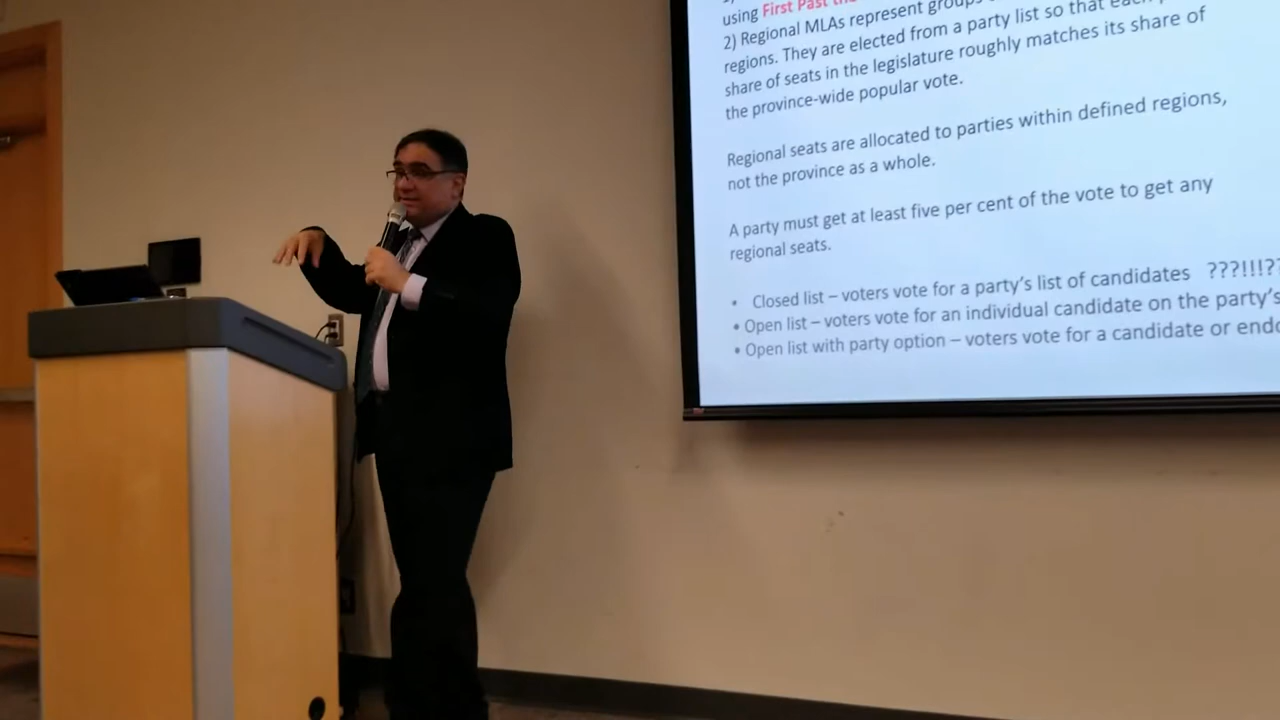 using First Past the
2) Regional MLAs represent groups
regions. They are elected from a party list so that each
share of seats in the legislature roughly matches its share of
the province-wide popular vote.
Regional seats are allocated to parties within defined regions,
not the province as a whole.
A party must get at least five per cent of the vote to get any
regional seats.
• Closed list – voters vote for a party's list of candidates ???!!!??
• Open list – voters vote for an individual candidate on the party's
• Open list with party option – voters vote for a candidate or endo